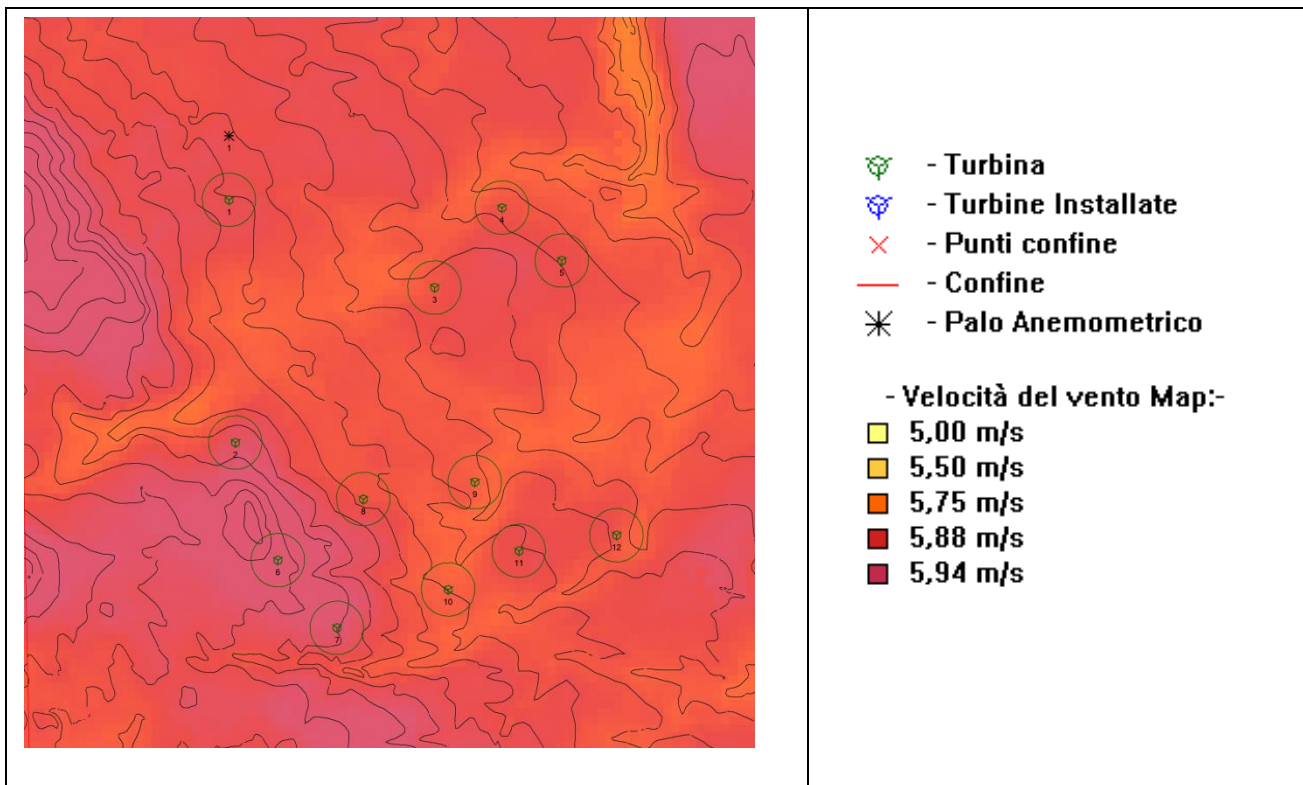 1
1
4
5
3
2
9
8
12
11
6
10
7
- Turbina
- Turbine Installate
- Punti confine
- Confine
- Palo Anemometrico
- Velocità del vento Map:-
5,00 m/s
5,50 m/s
5,75 m/s
5,88 m/s
5,94 m/s